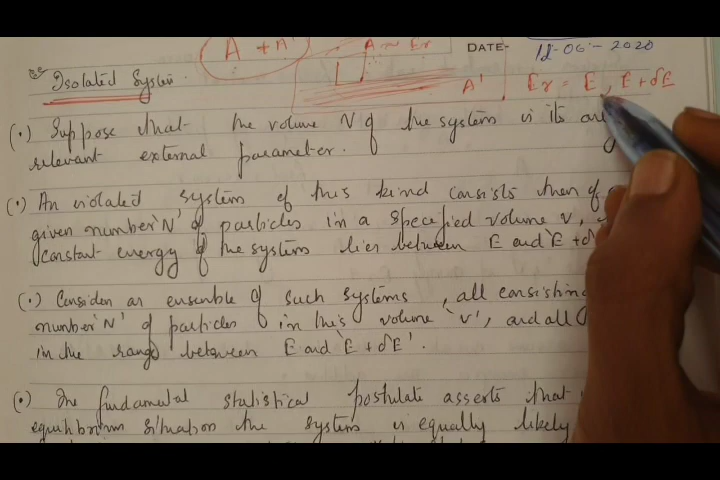 A + A' A ~ Er DATE- 12-06-2020
Isolated System. A' Er = E, E + δE
(•) Suppose that the volume V of the system is its
relevant external parameter.
(•) An isolated system of this kind consists then of
given number 'N' of particles in a specified volume v,
constant energy of the system lies between E and 'E +
(•) Consider an ensemble of such systems, all consisting
number 'N' of particles in this volume 'v', and all
in the range between E and 'E + δE'.
(•) The fundamental statistical postulate asserts that
equilibrium situation the system is equally likely